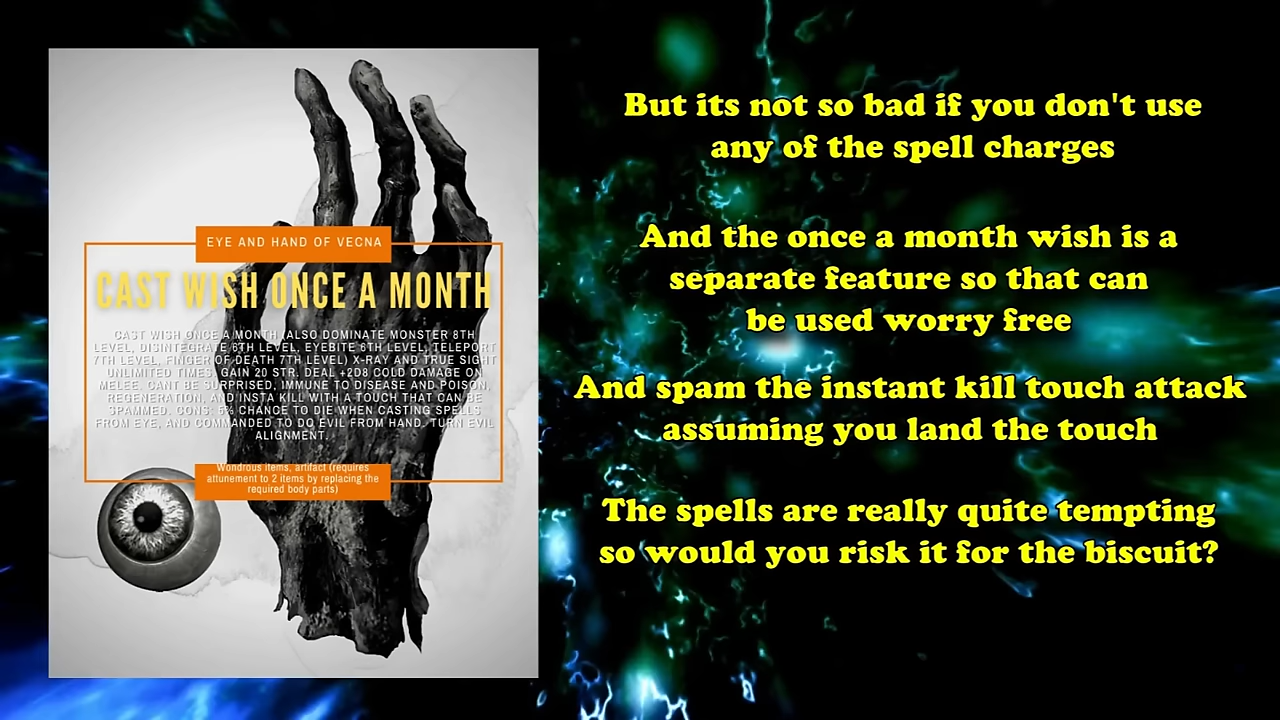 EYE AND HAND OF VECNA
CAST WISH ONCE A MONTH
CAST WISH ONCE A MONTH (ALSO DOMINATE MONSTER 8TH
LEVEL, DISINTEGRATE 6TH LEVEL, EYEBITE 6TH LEVEL, TELEPORT
7TH LEVEL, FINGER OF DEATH 7TH LEVEL) X-RAY AND TRUE SIGHT
UNLIMITED TIMES. GAIN 20 STR. DEAL +2D8 COLD DAMAGE ON
MELEE. CANT BE SURPRISED, IMMUNE TO DISEASE AND POISON,
REGENERATION, AND INSTA KILL WITH A TOUCH THAT CAN BE
SPAMMED. CONS: 5% CHANCE TO DIE WHEN CASTING SPELLS
FROM EYE, AND COMMANDED TO DO EVIL FROM HAND. TURN EVIL
ALIGNMENT.
Wondrous items, artifact (requires
attunement to 2 items by replacing the
required body parts)
But its not so bad if you don't use
any of the spell charges
And the once a month wish is a
separate feature so that can
be used worry free
And spam the instant kill touch attack
assuming you land the touch
The spells are really quite tempting
so would you risk it for the biscuit?